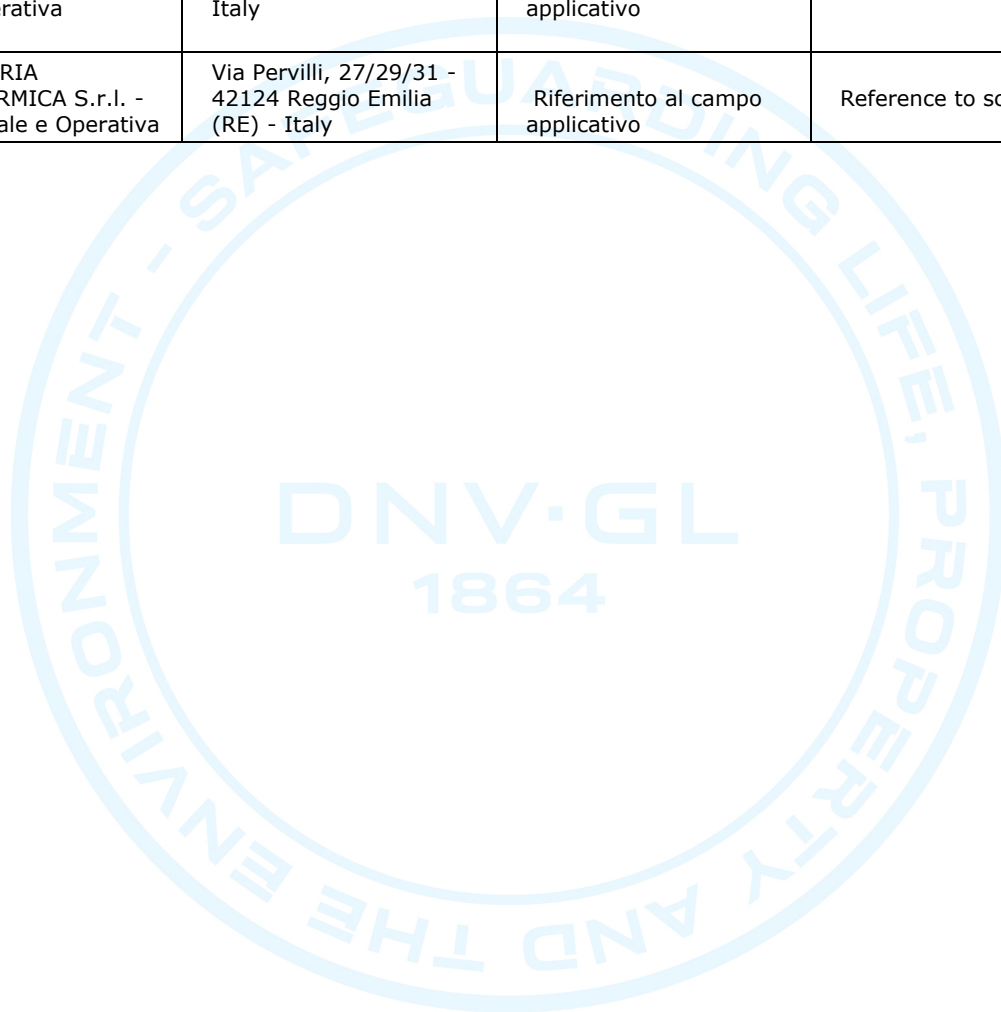 erativa Italy applicativo
RIA Via Pervilli, 27/29/31 -
RMICA S.r.l. - 42124 Reggio Emilia Riferimento al campo Reference to sc
ale e Operativa (RE) - Italy applicativo
SAFEGUARDING LIFE, PROPERTY AND THE ENVIRONMENT -
DNV·GL
1864